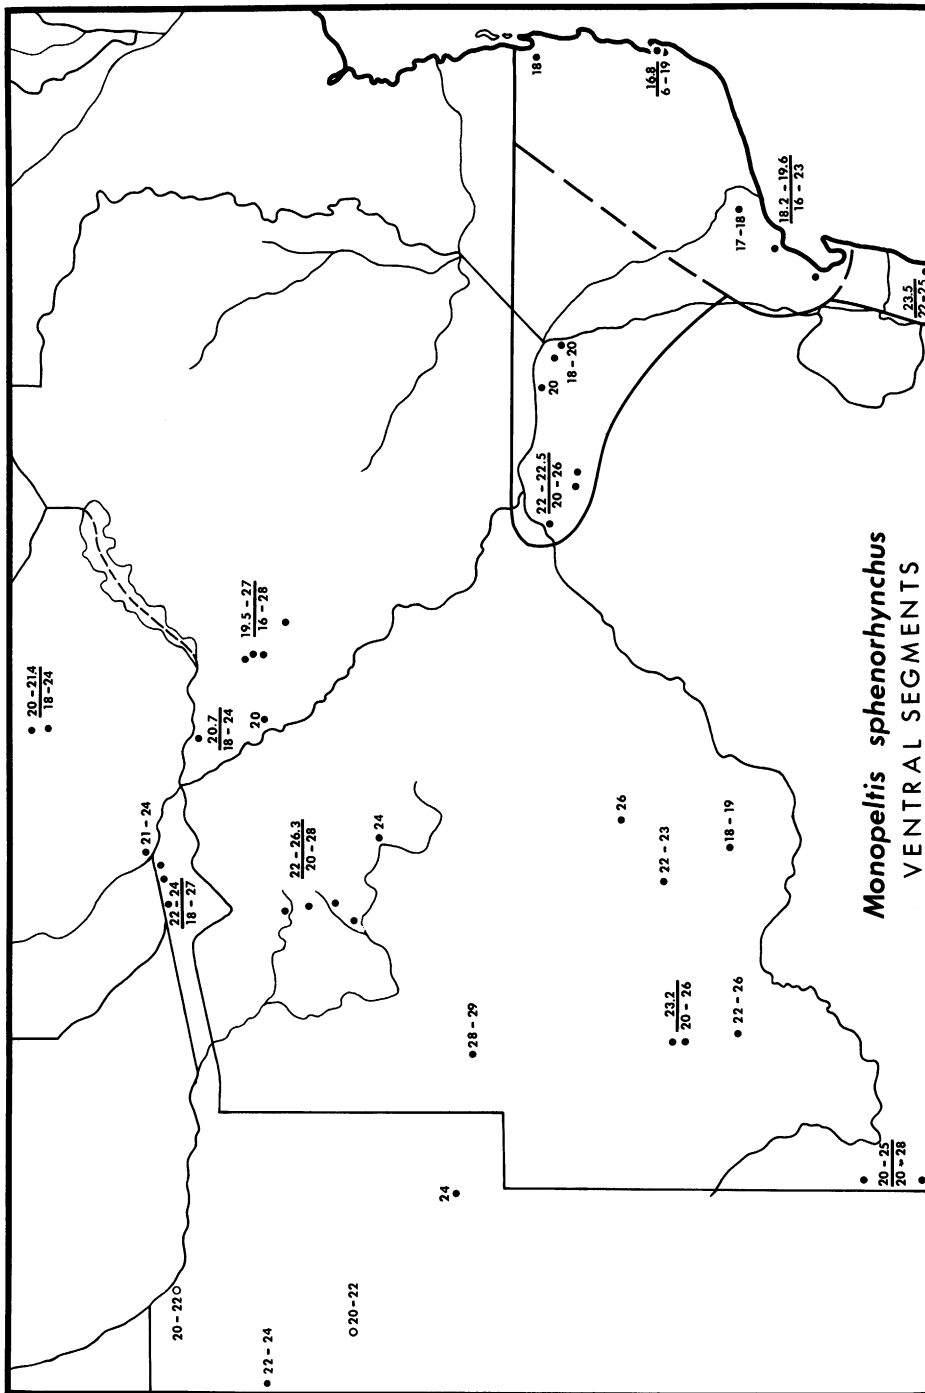 20 – 21.4
18 – 24
21 – 24
20 – 22
22 – 24
18 – 27
20.7
18 – 24
19.5 – 27
16 – 28
20
22 – 24
22 – 26.3
20 – 28
20 – 22
24
24
28 – 29
18
22 – 22.5
20 – 26
20
18 – 20
26
16.8
6 – 19
22 – 23
23.2
20 – 26
18 – 19
22 – 26
17 – 18
18.2 – 19.6
16 – 23
Monopeltis sphenorhynchus
VENTRAL SEGMENTS
20 – 25
20 – 28
23.5
22 – 25